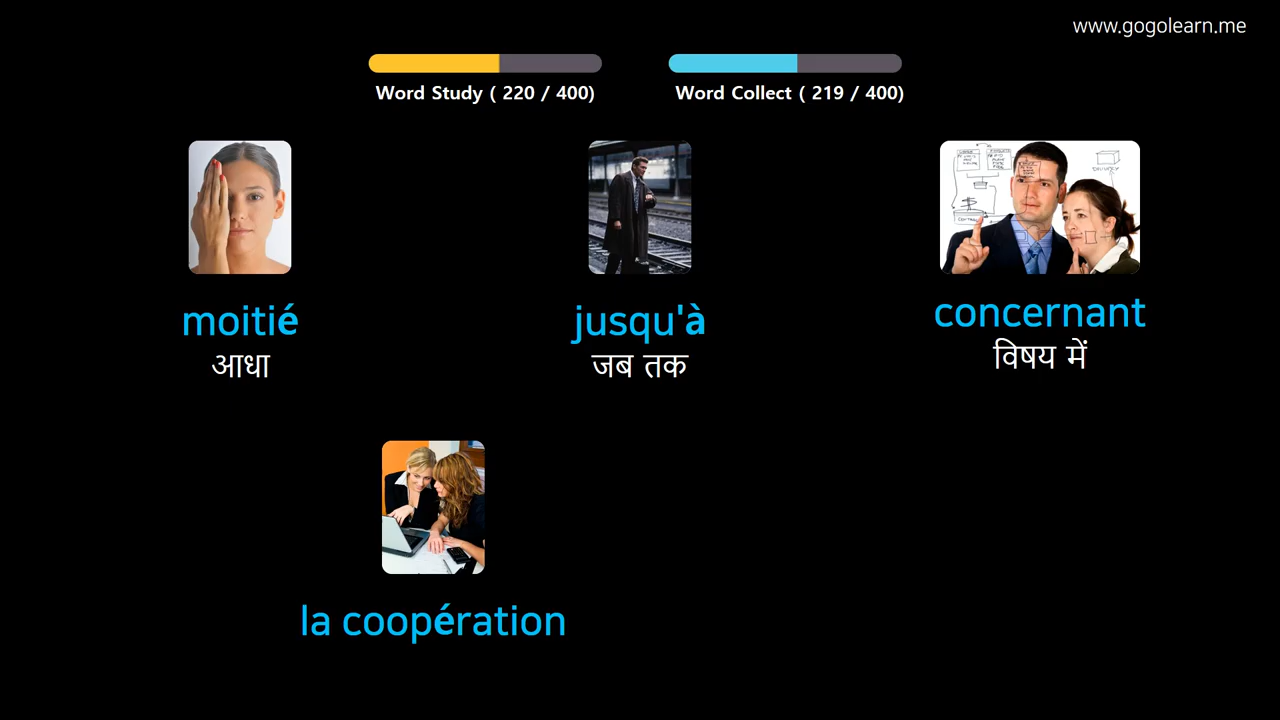 www.gogolearn.me
Word Study ( 220 / 400)
Word Collect ( 219 / 400)
moitié
jusqu'à
concernant
आधा
जब तक
विषय में
la coopération